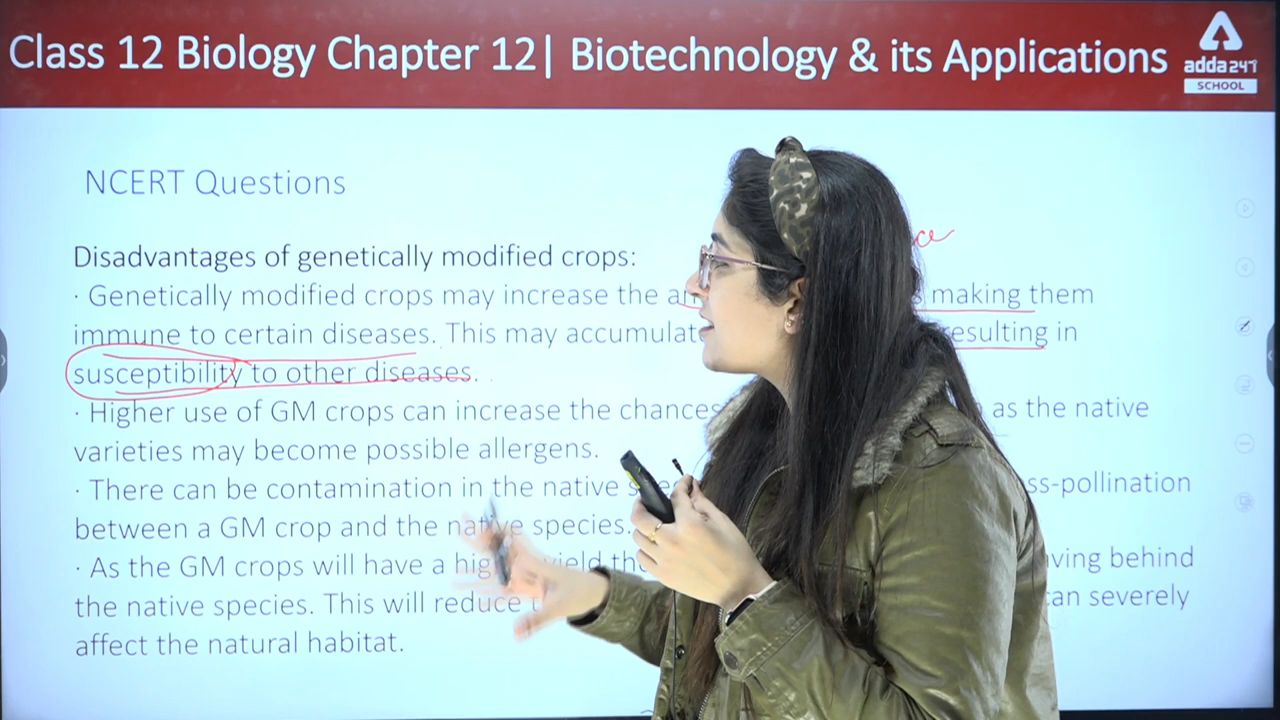 Class 12 Biology Chapter 12| Biotechnology & its Applications
adda247
SCHOOL
NCERT Questions
Disadvantages of genetically modified crops:
· Genetically modified crops may increase the making them
immune to certain diseases. This may resulting in
susceptibility to other diseases.
· Higher use of GM crops can increase the chances as the native
varieties may become possible allergens.
· There can be contamination in the native ss-pollination
between a GM crop and the native species.
· As the GM crops will have a high yield ving behind
the native species. This will reduce can severely
affect the natural habitat.